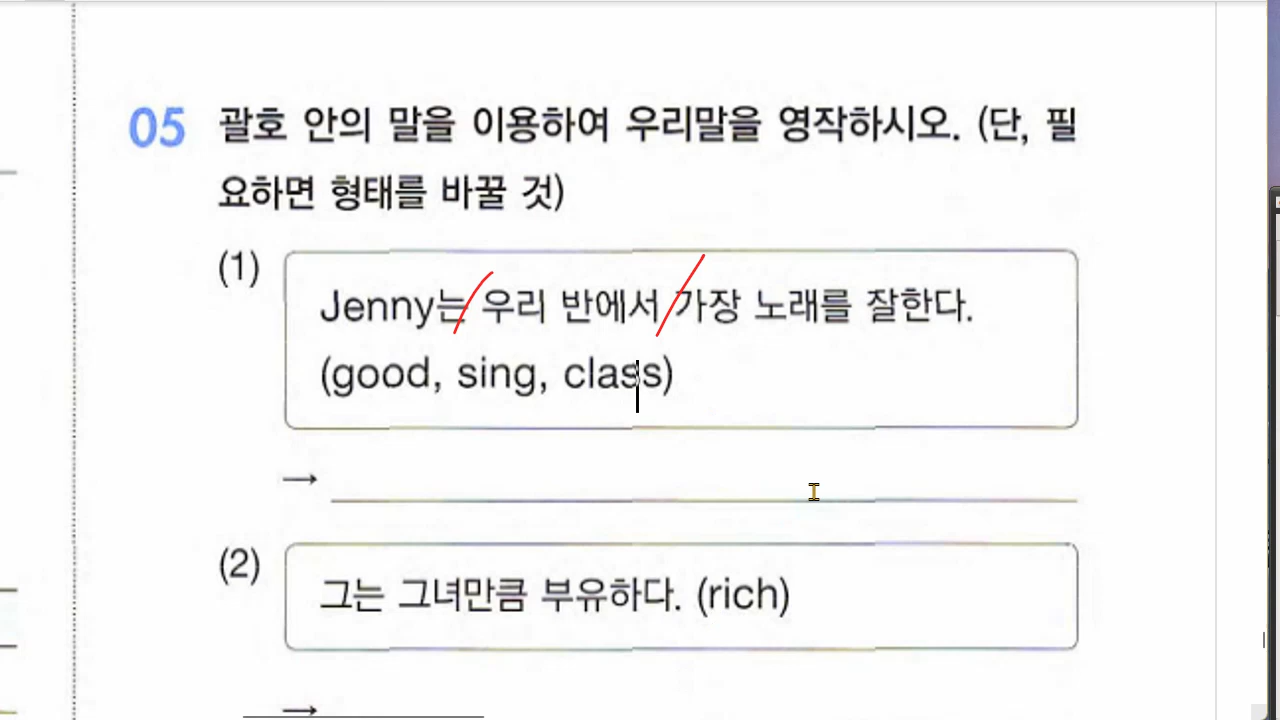 05 괄호 안의 말을 이용하여 우리말을 영작하시오. (단, 필
요하면 형태를 바꿀 것)
(1) Jenny는 우리 반에서 가장 노래를 잘한다.
(good, sing, class)
→
(2) 그는 그녀만큼 부유하다. (rich)
→